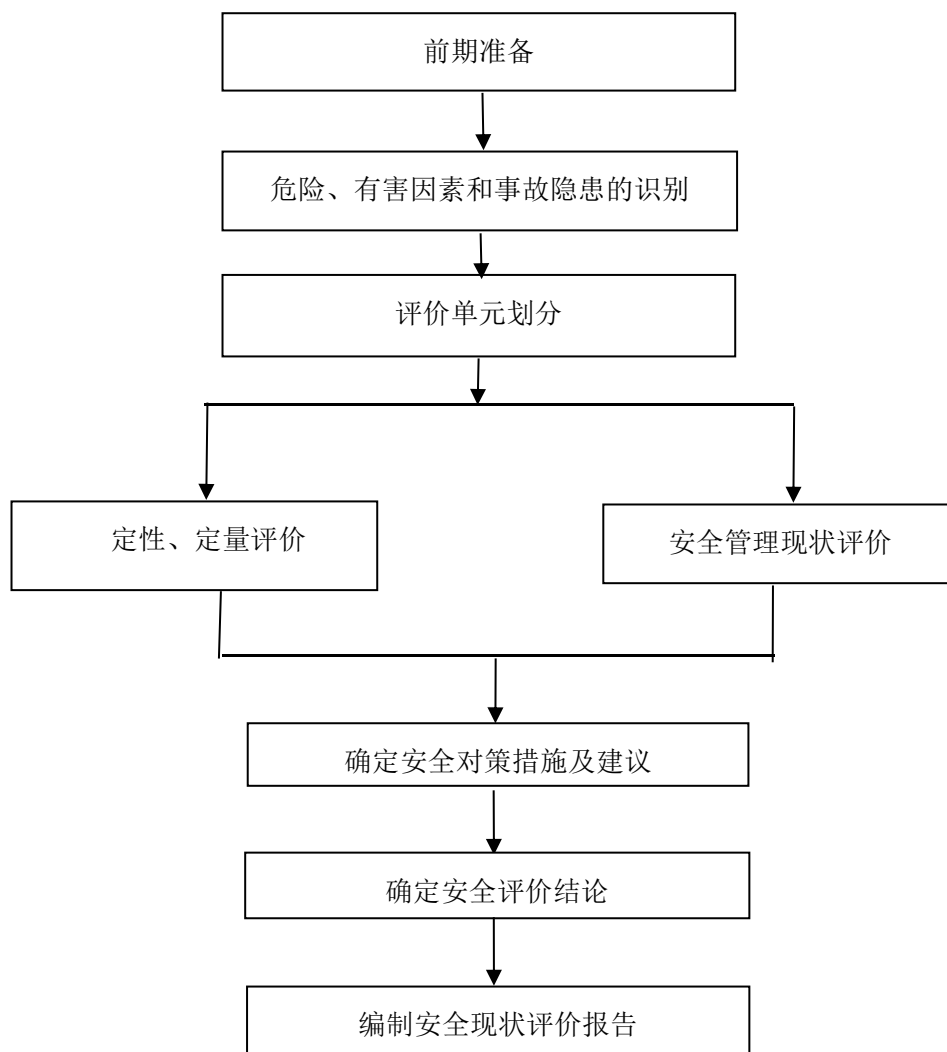 前期准备
危险、有害因素和事故隐患的识别
评价单元划分
定性、定量评价
安全管理现状评价
确定安全对策措施及建议
确定安全评价结论
编制安全现状评价报告